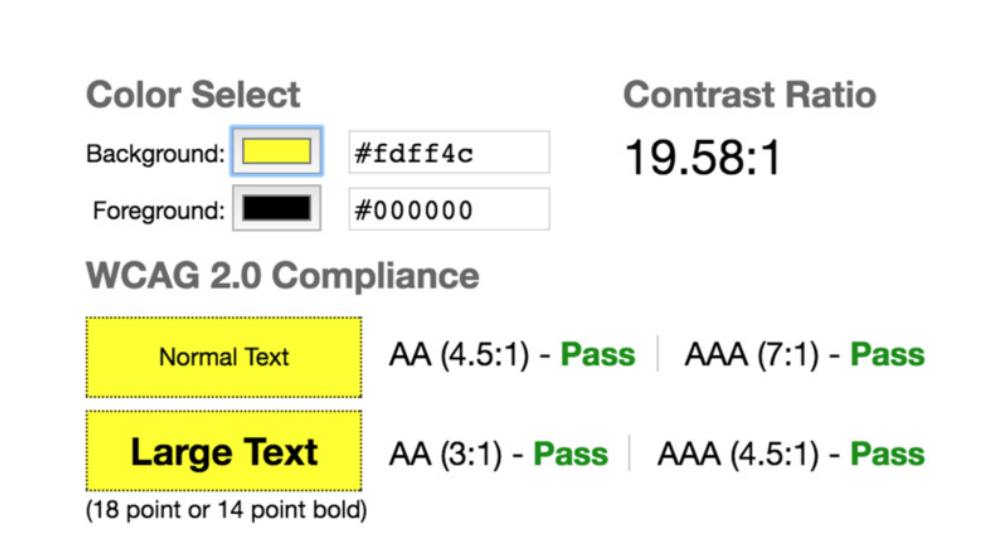 Color Select
Contrast Ratio
Background: #fdff4c
19.58:1
Foreground: #000000
WCAG 2.0 Compliance
Normal Text AA (4.5:1) - Pass AAA (7:1) - Pass
Large Text AA (3:1) - Pass AAA (4.5:1) - Pass
(18 point or 14 point bold)